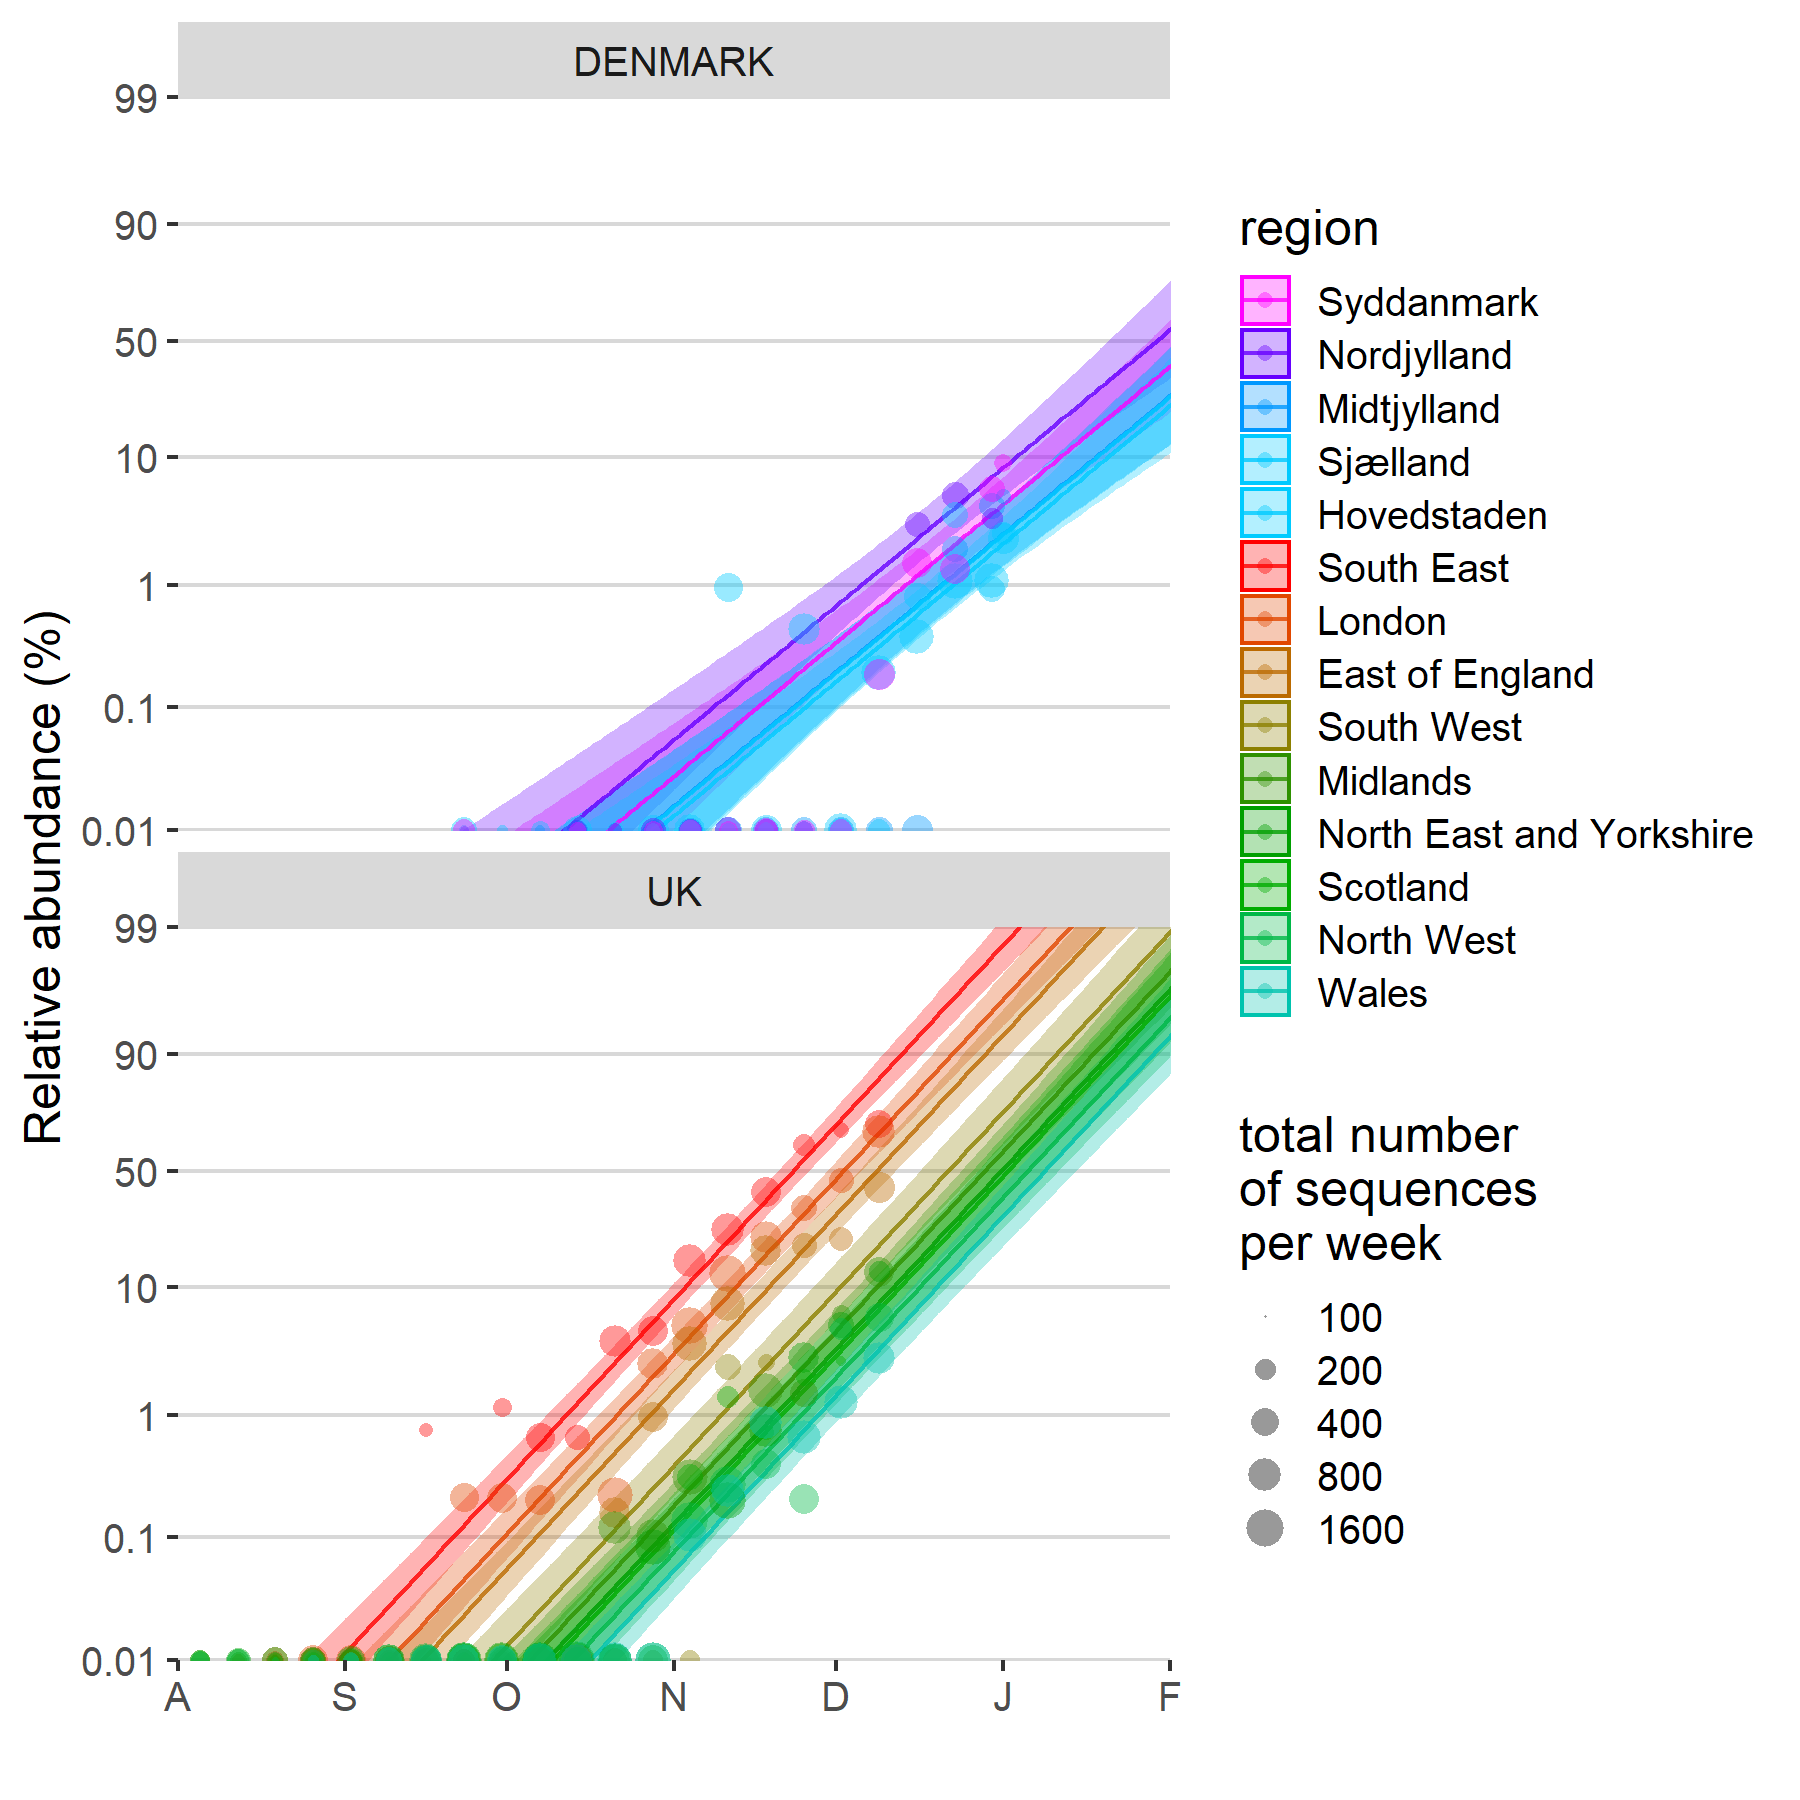 DENMARK
99
90
50
10
1
0.1
0.01
UK
99
90
50
10
1
0.1
0.01
A S O N D J F
Relative abundance (%)
region
Syddanmark
Nordjylland
Midtjylland
Sjælland
Hovedstaden
South East
London
East of England
South West
Midlands
North East and Yorkshire
Scotland
North West
Wales
total number
of sequences
per week
100
200
400
800
1600